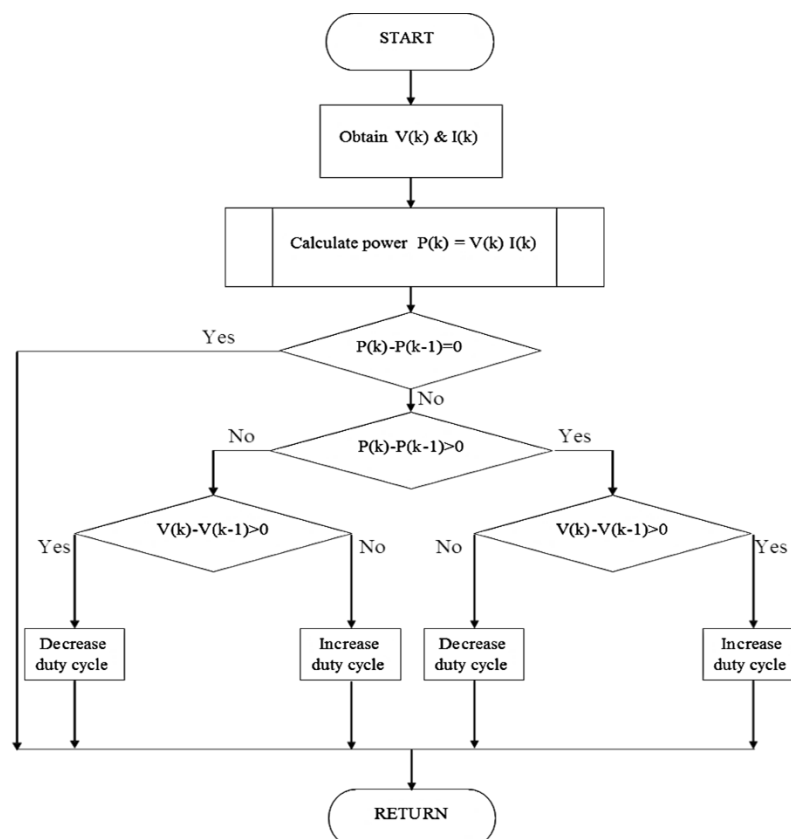 START
Obtain V(k) & I(k)
Calculate power P(k) = V(k) I(k)
Yes
P(k)-P(k-1)=0
No
No
P(k)-P(k-1)>0
Yes
V(k)-V(k-1)>0
V(k)-V(k-1)>0
Yes
No
No
Yes
Decrease
duty cycle
Increase
duty cycle
Decrease
duty cycle
Increase
duty cycle
RETURN